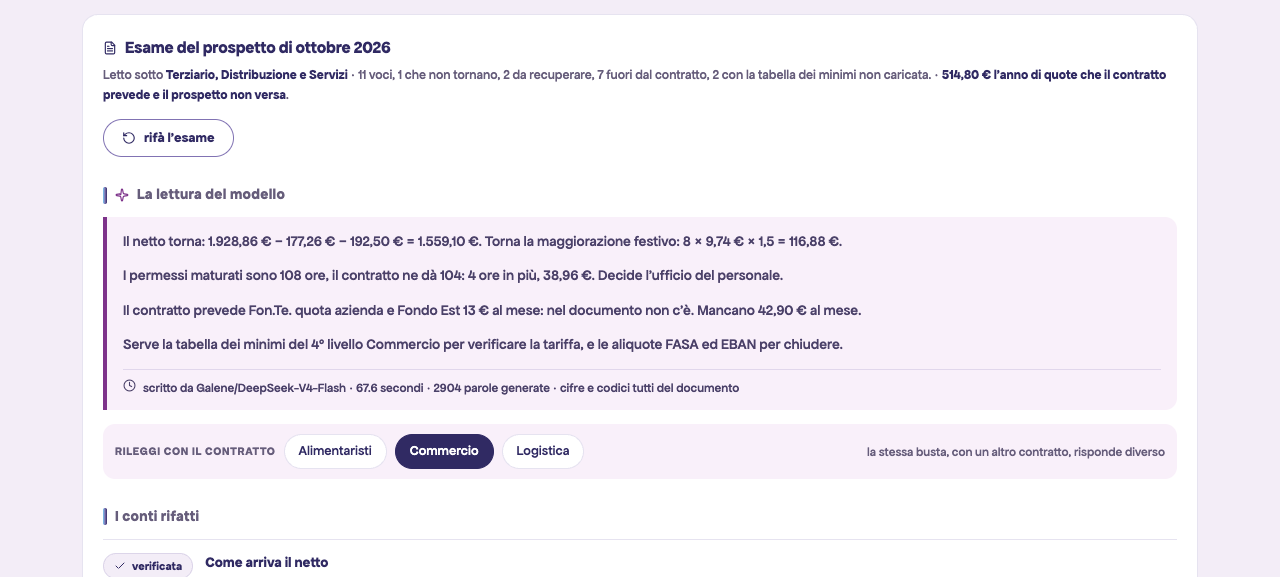 Esame del prospetto di ottobre 2026
Letto sotto Terziario, Distribuzione e Servizi · 11 voci, 1 che non tornano, 2 da recuperare, 7 fuori dal contratto, 2 con la tabella dei minimi non caricata. · 514,80 € l'anno di quote che il contratto
prevede e il prospetto non versa.
rifà l'esame
La lettura del modello
Il netto torna: 1.928,86 € − 177,26 € − 192,50 € = 1.559,10 €. Torna la maggiorazione festivo: 8 × 9,74 € × 1,5 = 116,88 €.
I permessi maturati sono 108 ore, il contratto ne dà 104: 4 ore in più, 38,96 €. Decide l'ufficio del personale.
Il contratto prevede Fon.Te. quota azienda e Fondo Est 13 € al mese: nel documento non c'è. Mancano 42,90 € al mese.
Serve la tabella dei minimi del 4° livello Commercio per verificare la tariffa, e le aliquote FASA ed EBAN per chiudere.
scritto da Galene/DeepSeek-V4-Flash · 67.6 secondi · 2904 parole generate · cifre e codici tutti del documento
RILEGGI CON IL CONTRATTO Alimentaristi Commercio Logistica la stessa busta, con un altro contratto, risponde diverso
I conti rifatti
verificata Come arriva il netto